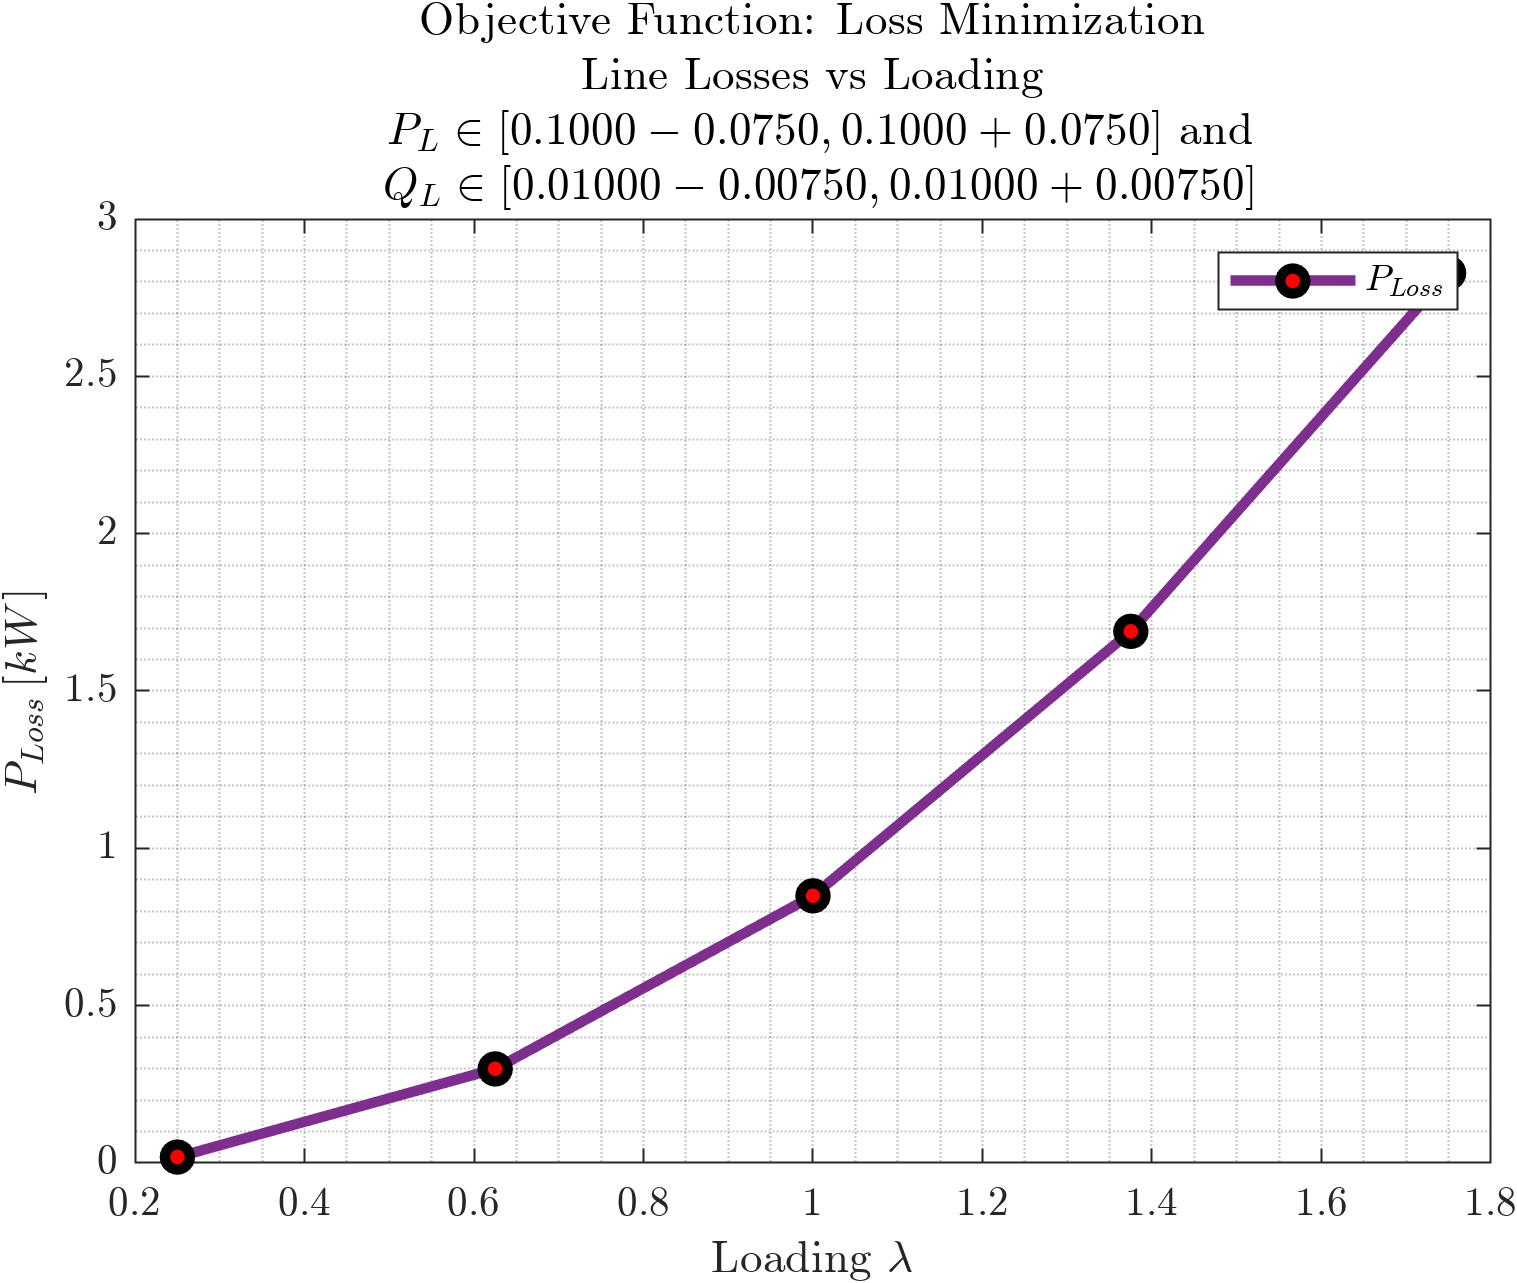 Objective Function: Loss Minimization
Line Losses vs Loading
P_L ∈ [0.1000 − 0.0750, 0.1000 + 0.0750] and
Q_L ∈ [0.01000 − 0.00750, 0.01000 + 0.00750]
P_Loss
3
2.5
2
1.5
1
0.5
0
P_Loss [kW]
0.2 0.4 0.6 0.8 1 1.2 1.4 1.6 1.8
Loading λ